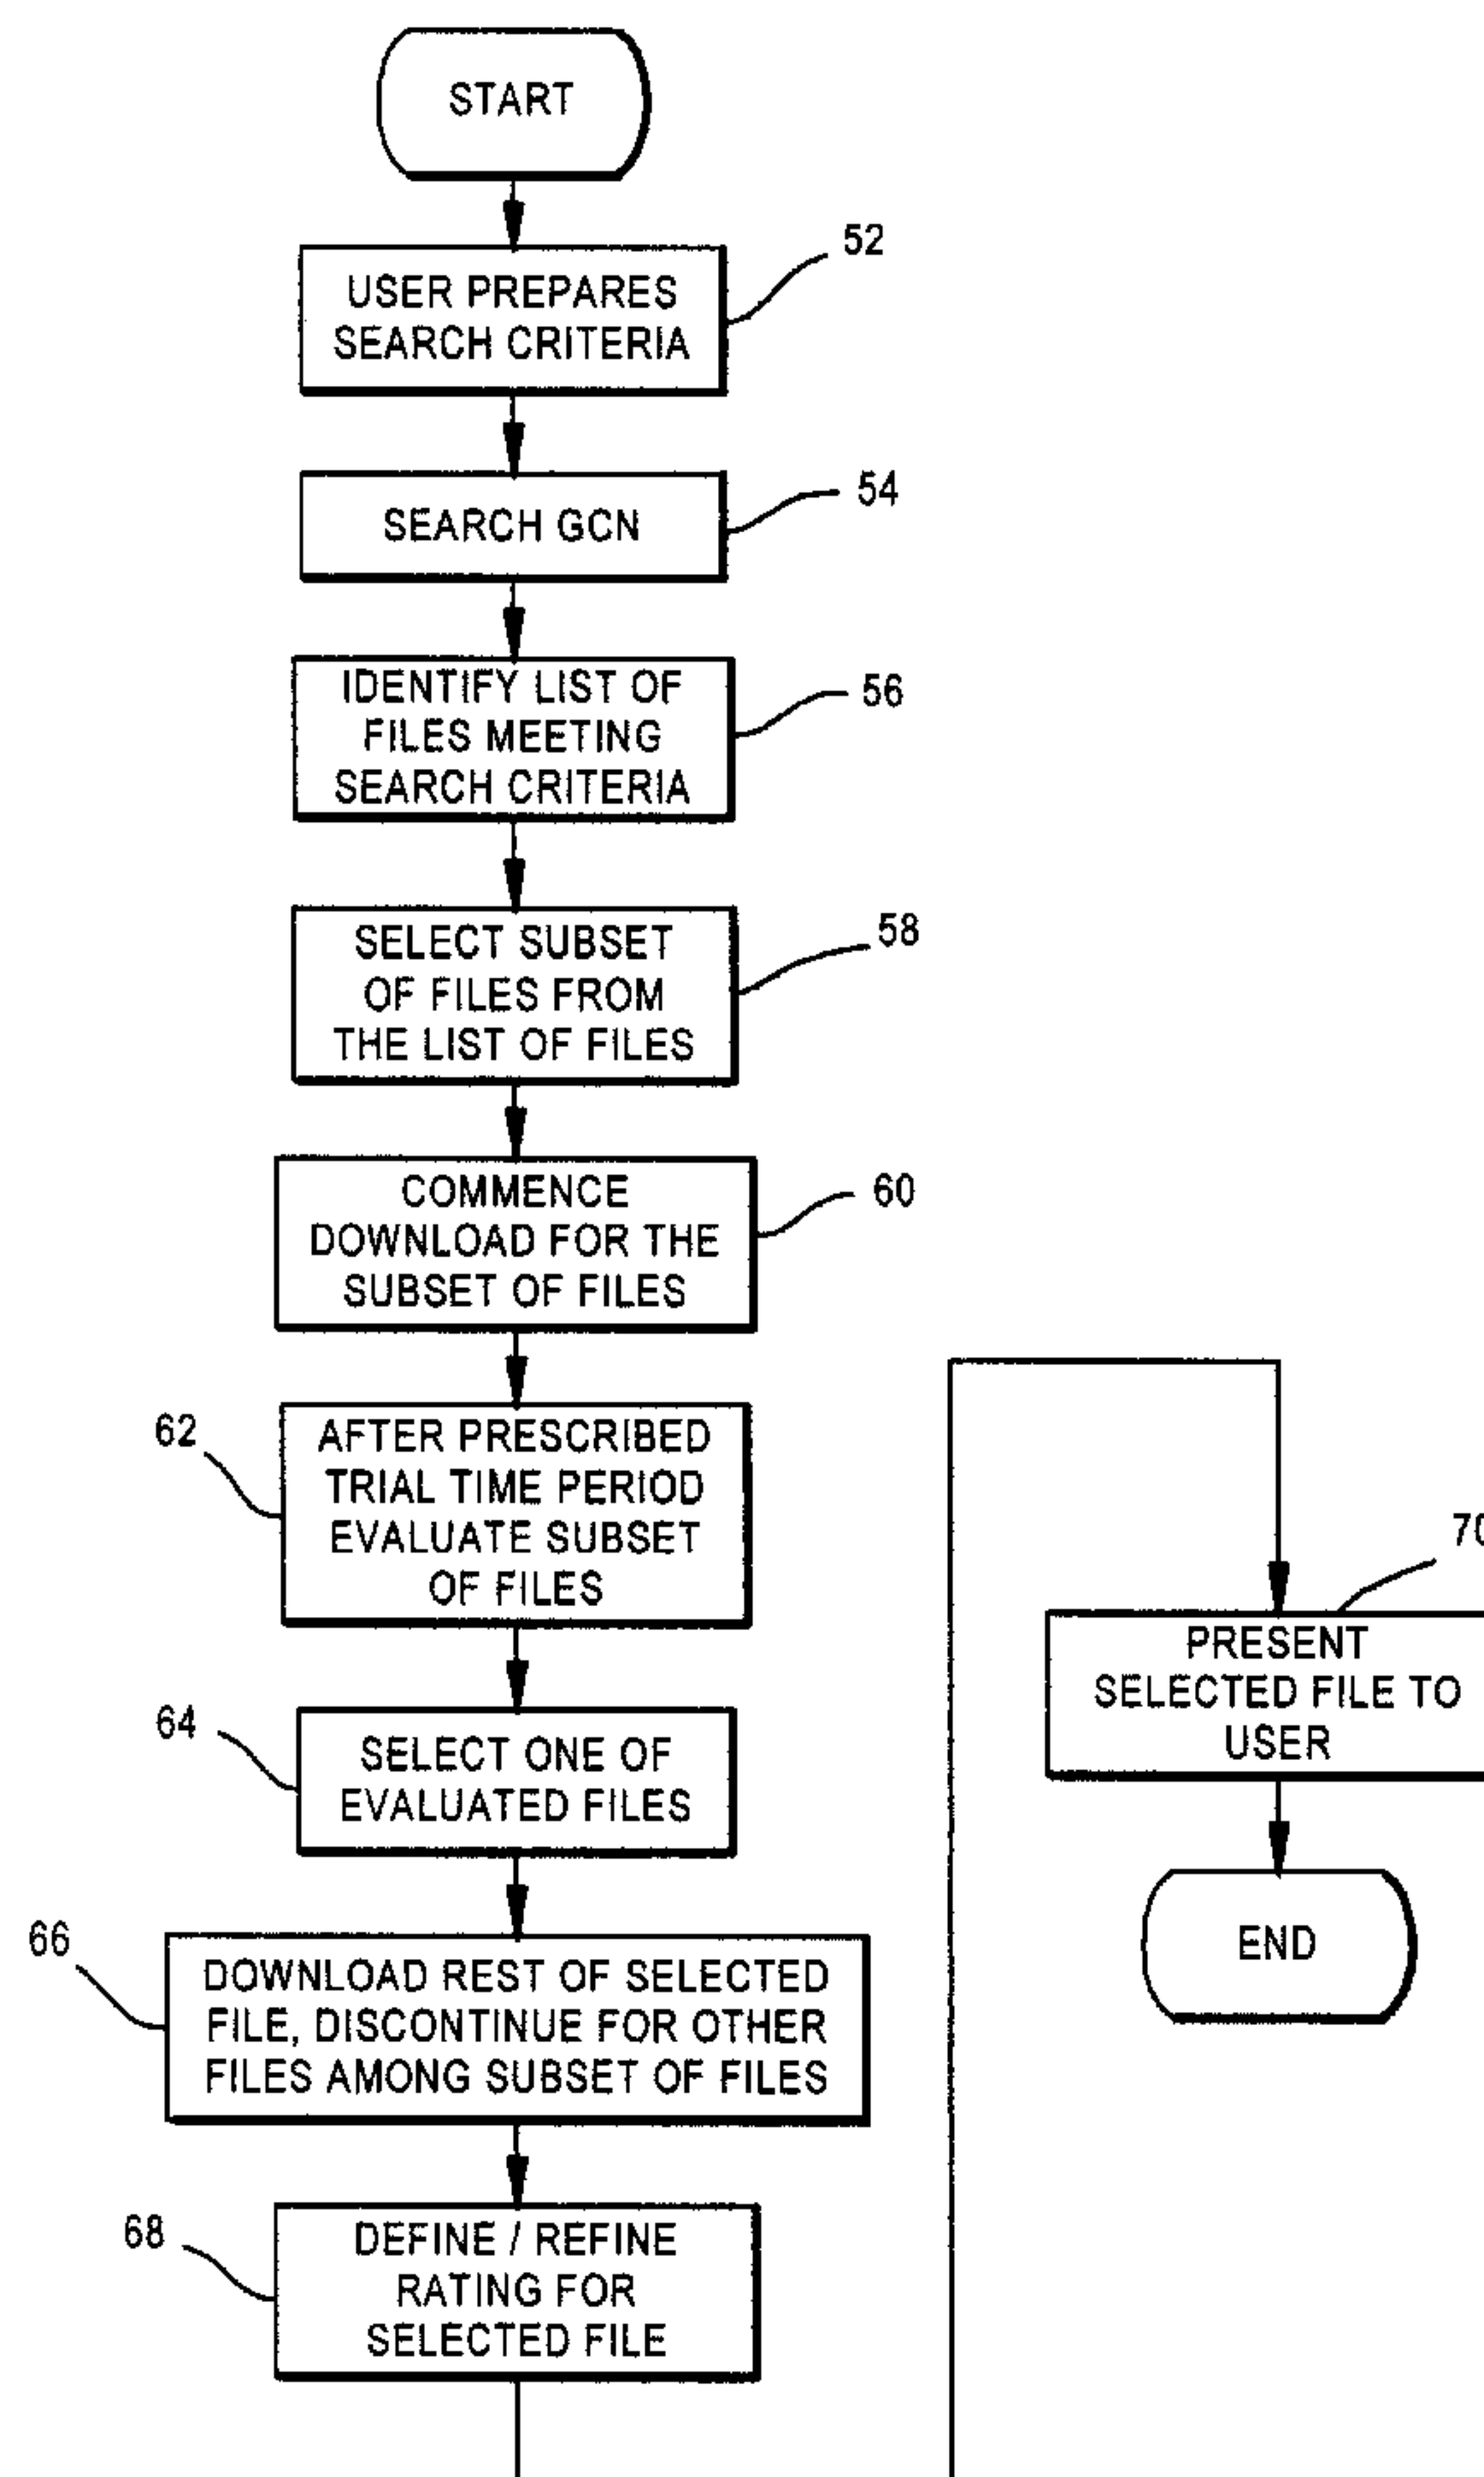 START
52
USER PREPARES
SEARCH CRITERIA
54
SEARCH GCN
56
IDENTIFY LIST OF
FILES MEETING
SEARCH CRITERIA
58
SELECT SUBSET
OF FILES FROM
THE LIST OF FILES
60
COMMENCE
DOWNLOAD FOR THE
SUBSET OF FILES
62
AFTER PRESCRIBED
TRIAL TIME PERIOD
EVALUATE SUBSET
OF FILES
64
SELECT ONE OF
EVALUATED FILES
66
DOWNLOAD REST OF SELECTED
FILE, DISCONTINUE FOR OTHER
FILES AMONG SUBSET OF FILES
68
DEFINE / REFINE
RATING FOR
SELECTED FILE
70
PRESENT
SELECTED FILE TO
USER
END